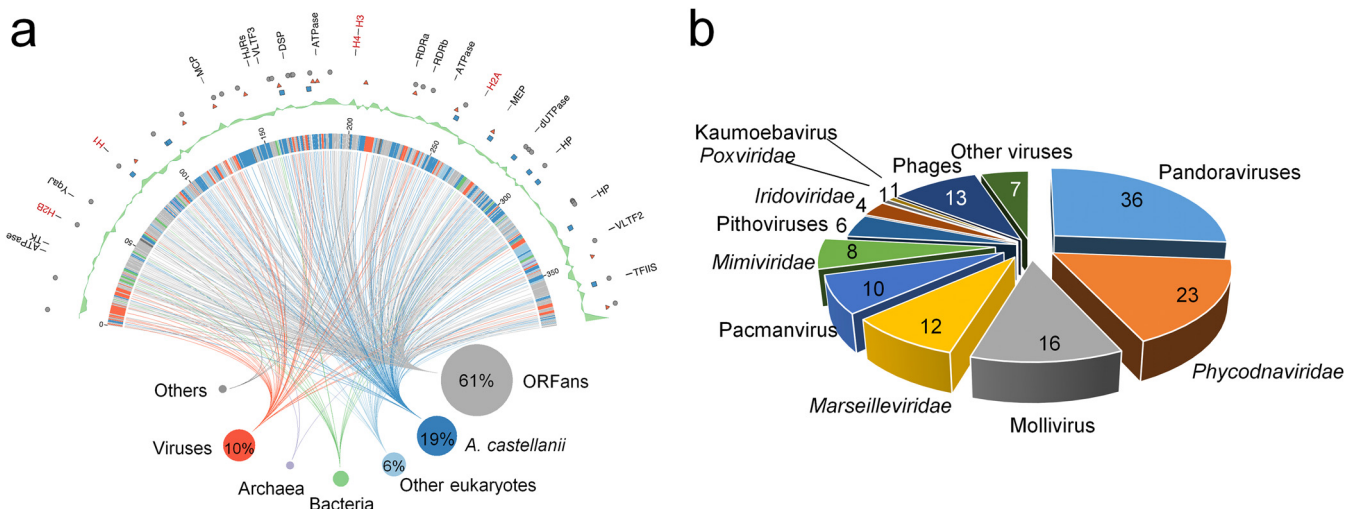 a
ATPase
TK
H2B
YqaJ
H1
MCP
HJRs
VLTF3
DSP
ATPase
H4
H3
RDRa
RDRb
ATPase
H2A
MEP
dUTPase
HP
HP
VLTF2
TFIIS
0
50
100
150
200
250
300
350
61%
ORFans
Others
19%
A. castellanii
Viruses
10%
6%
Other eukaryotes
Archaea
Bacteria
b
Kaumoebavirus
Poxviridae
Phages
Other viruses
Pandoraviruses
Iridoviridae
1
1
13
7
36
4
Pithoviruses
6
Mimiviridae
8
10
23
Pacmanvirus
12
16
Phycodnaviridae
Marseilleviridae
Mollivirus